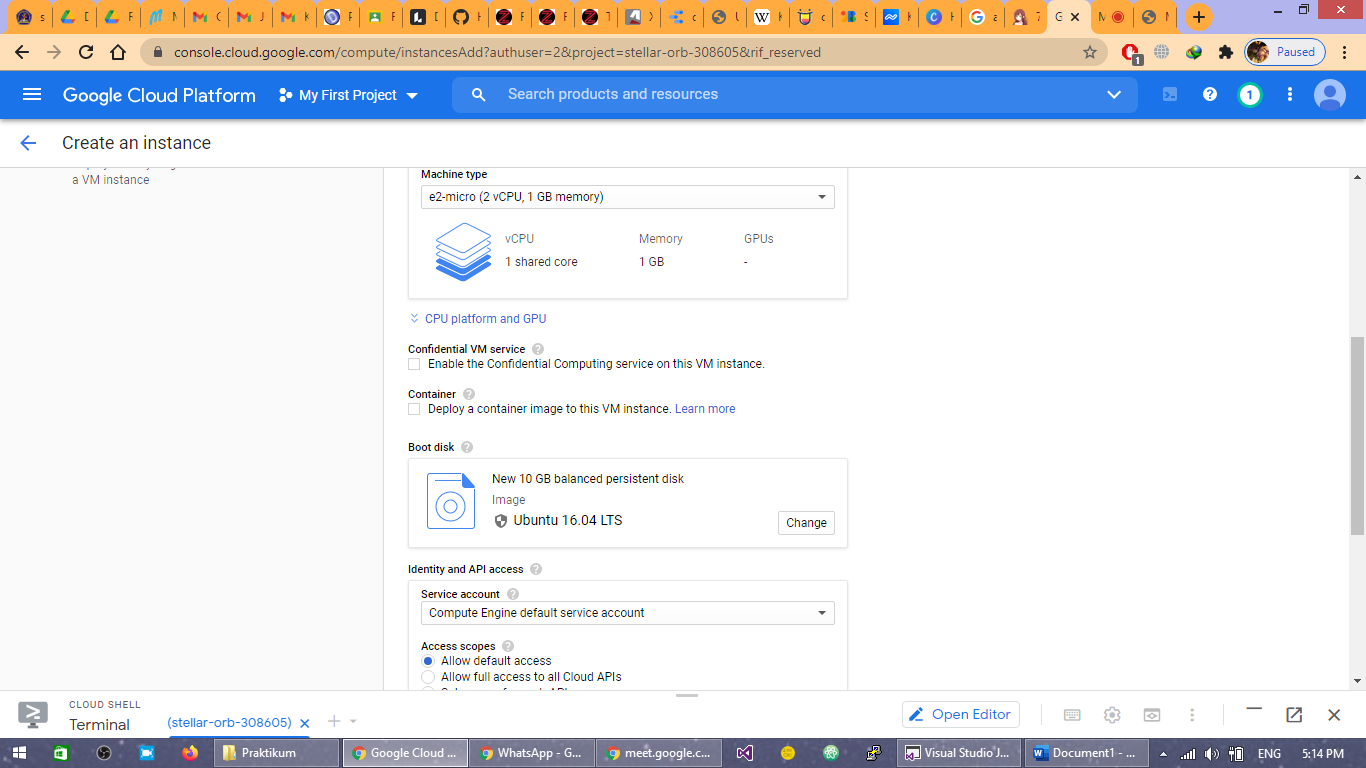 console.cloud.google.com/compute/instancesAdd?authuser=2&project=stellar-orb-308605&rif_reserved
1
Paused
Google Cloud Platform
My First Project
Search products and resources
1
Create an instance
a VM instance
Machine type
e2-micro (2 vCPU, 1 GB memory)
vCPU Memory GPUs
1 shared core 1 GB -
CPU platform and GPU
Confidential VM service
Enable the Confidential Computing service on this VM instance.
Container
Deploy a container image to this VM instance. Learn more
Boot disk
New 10 GB balanced persistent disk
Image
Ubuntu 16.04 LTS
Change
Identity and API access
Service account
Compute Engine default service account
Access scopes
Allow default access
Allow full access to all Cloud APIs
CLOUD SHELL
Terminal
(stellar-orb-308605)
Open Editor
Praktikum
Google Cloud ...
WhatsApp - G...
meet.google.c...
Visual Studio J...
Document1 - ...
ENG
5:14 PM